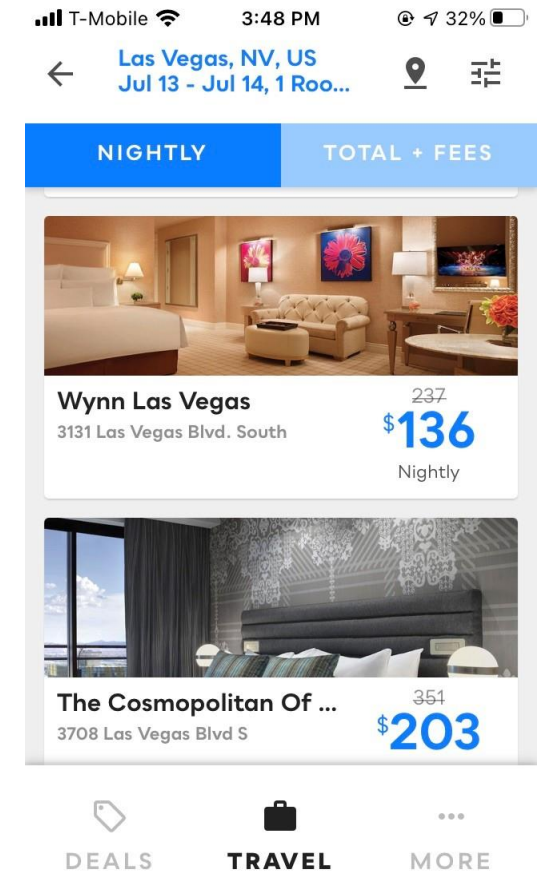 T-Mobile 3:48 PM 32%
Las Vegas, NV, US
Jul 13 - Jul 14, 1 Roo...
NIGHTLY TOTAL + FEES
Wynn Las Vegas
3131 Las Vegas Blvd. South
237
$136
Nightly
The Cosmopolitan Of ...
3708 Las Vegas Blvd S
351
$203
DEALS TRAVEL MORE